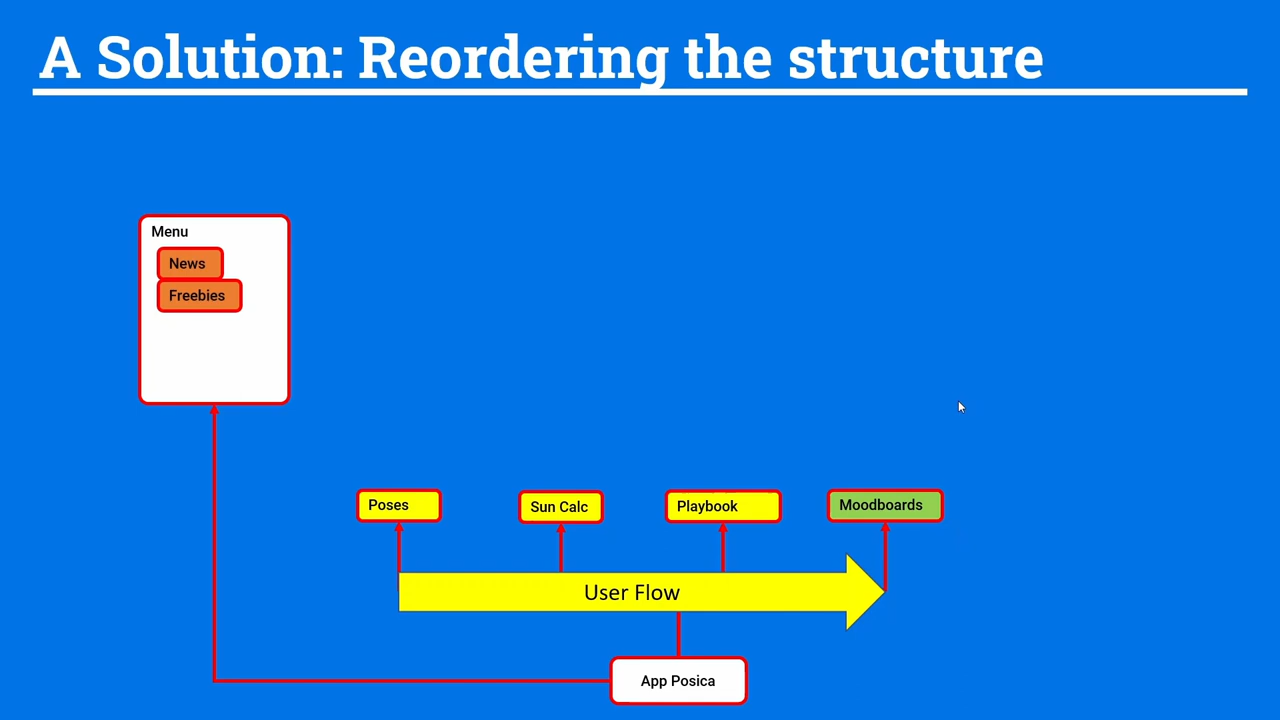 A Solution: Reordering the structure
Menu
News
Freebies
Poses
Sun Calc
Playbook
Moodboards
User Flow
App Posica